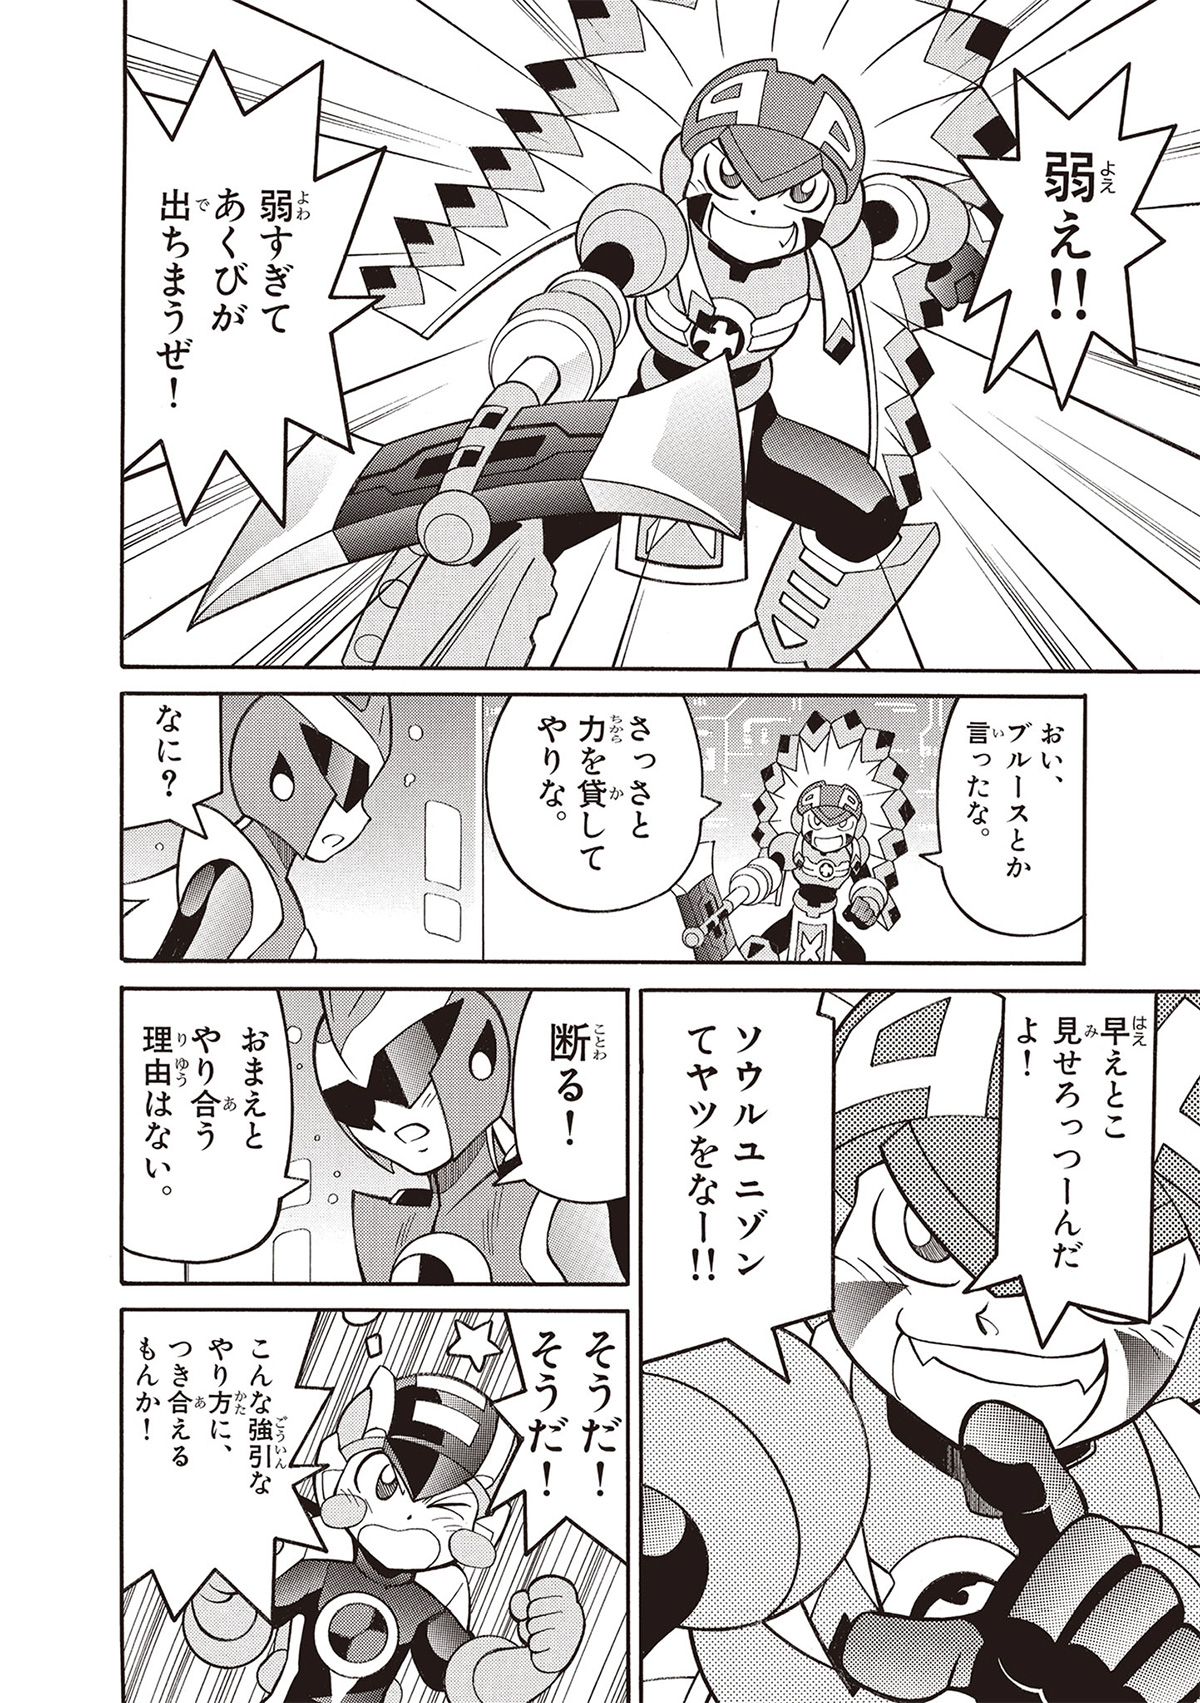 弱え!!
弱すぎて
あくびが
出ちまうぜ!
おい、
ブルースとか
言ったな。
さっさと
力を貸して
やりな。
なに?
早えとこ
見せろっつーんだ
よ!
ソウルユニゾン
てヤツをなー!!
断る!
おまえと
やり合う
理由はない。
そうだ!
そうだ!
こんな強引な
やり方に、
つき合える
もんか!